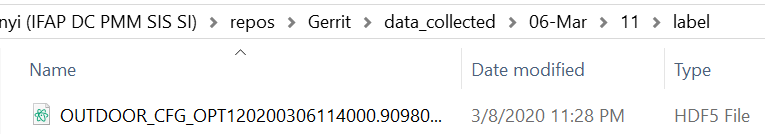 nyi (IFAP DC PMM SIS SI) > repos > Gerrit > data_collected > 06-Mar > 11 > label
Name Date modified Type
OUTDOOR_CFG_OPT120200306114000.90980... 3/8/2020 11:28 PM HDF5 File